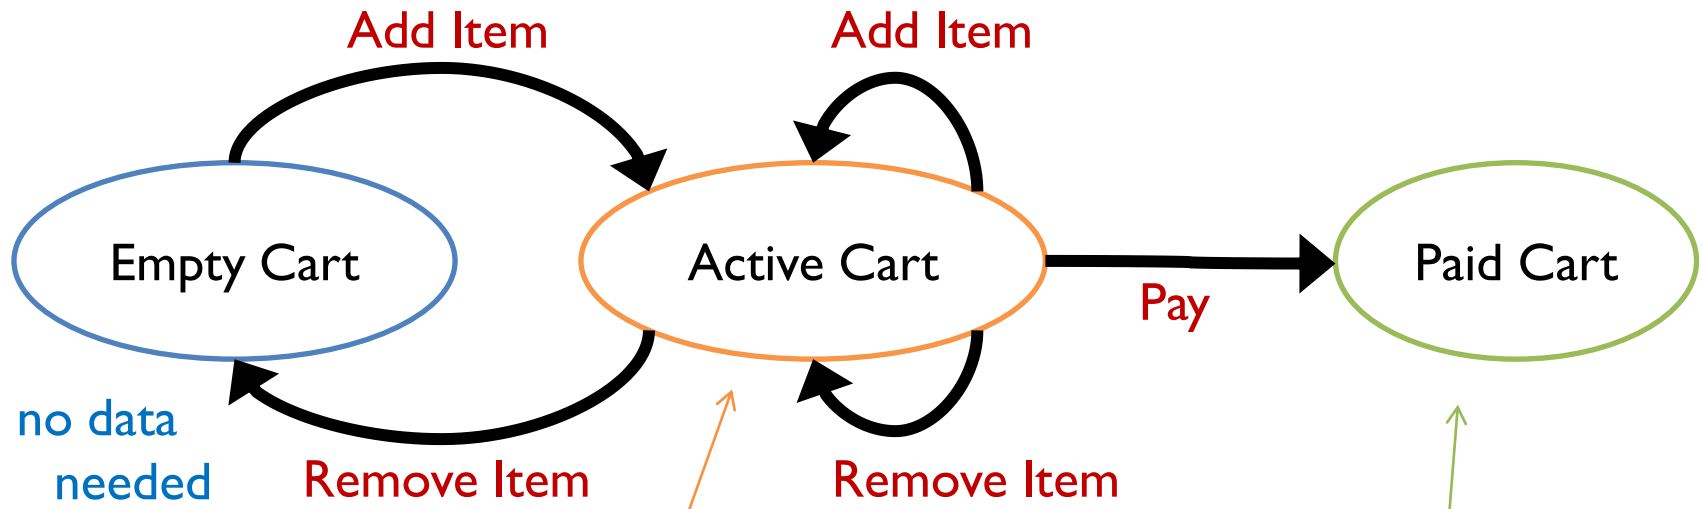 Add Item
Add Item
Empty Cart
Active Cart
Paid Cart
Pay
no data
needed
Remove Item
Remove Item